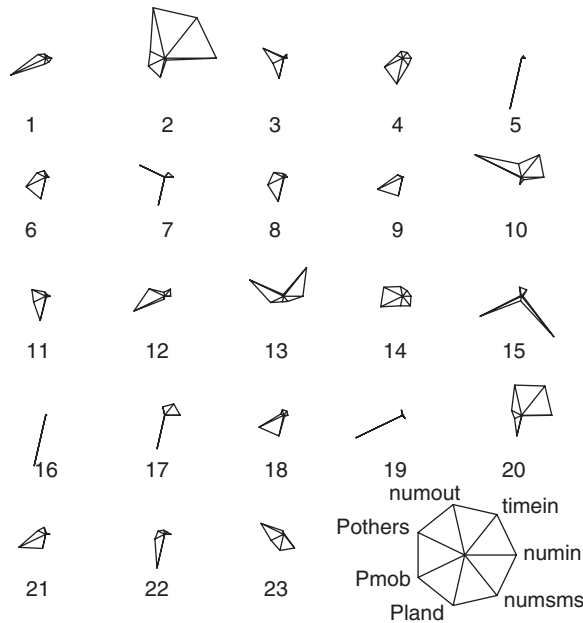 1 2 3 4 5
6 7 8 9 10
11 12 13 14 15
16 17 18 19 20
numout
timein
Pothers
numin
Pmob
numsms
Pland
21 22 23